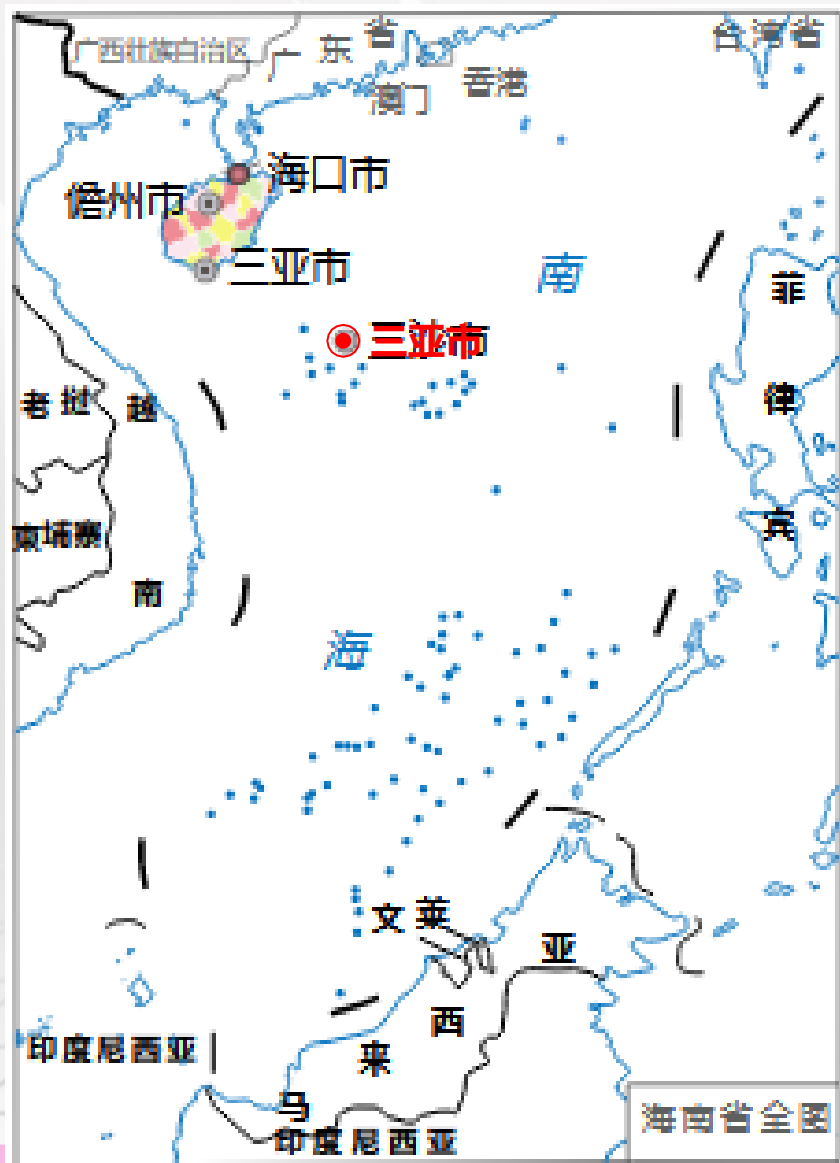 广西壮族自治区
广东省
台湾省
澳门
香港
海口市
儋州市
三亚市
南海
三亚市
菲律宾
老挝
越南
柬埔寨
文莱
马来西亚
印度尼西亚
印度尼西亚
海南省全图